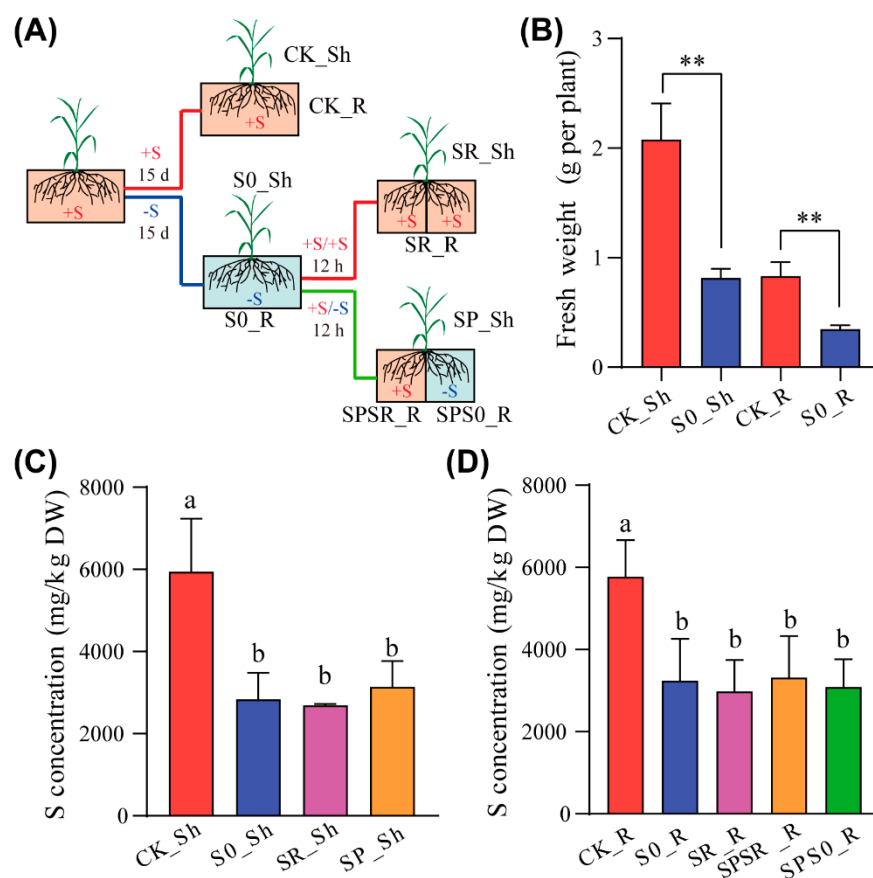 (A)
CK_Sh
CK_R
+S
+S
15 d
-S
15 d
+S
S0_Sh
-S
S0_R
+S/+S
12 h
+S/-S
12 h
SR_Sh
+S +S
SR_R
SP_Sh
+S -S
SPSR_R SPS0_R
(B)
Fresh weight (g per plant)
3
2
1
0
**
**
CK_Sh S0_Sh CK_R S0_R
(C)
S concentration (mg/kg DW)
8000
6000
4000
2000
0
a
b
b
b
CK_Sh S0_Sh SR_Sh SP_Sh
(D)
S concentration (mg/kg DW)
8000
6000
4000
2000
0
a
b
b
b
b
CK_R S0_R SR_R SPSR_R SPS0_R